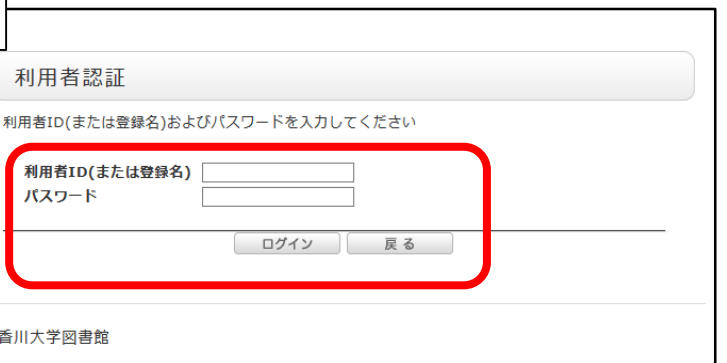 利用者認証
利用者ID(または登録名)およびパスワードを入力してください
利用者ID(または登録名)
パスワード
ログイン 戻る
香川大学図書館